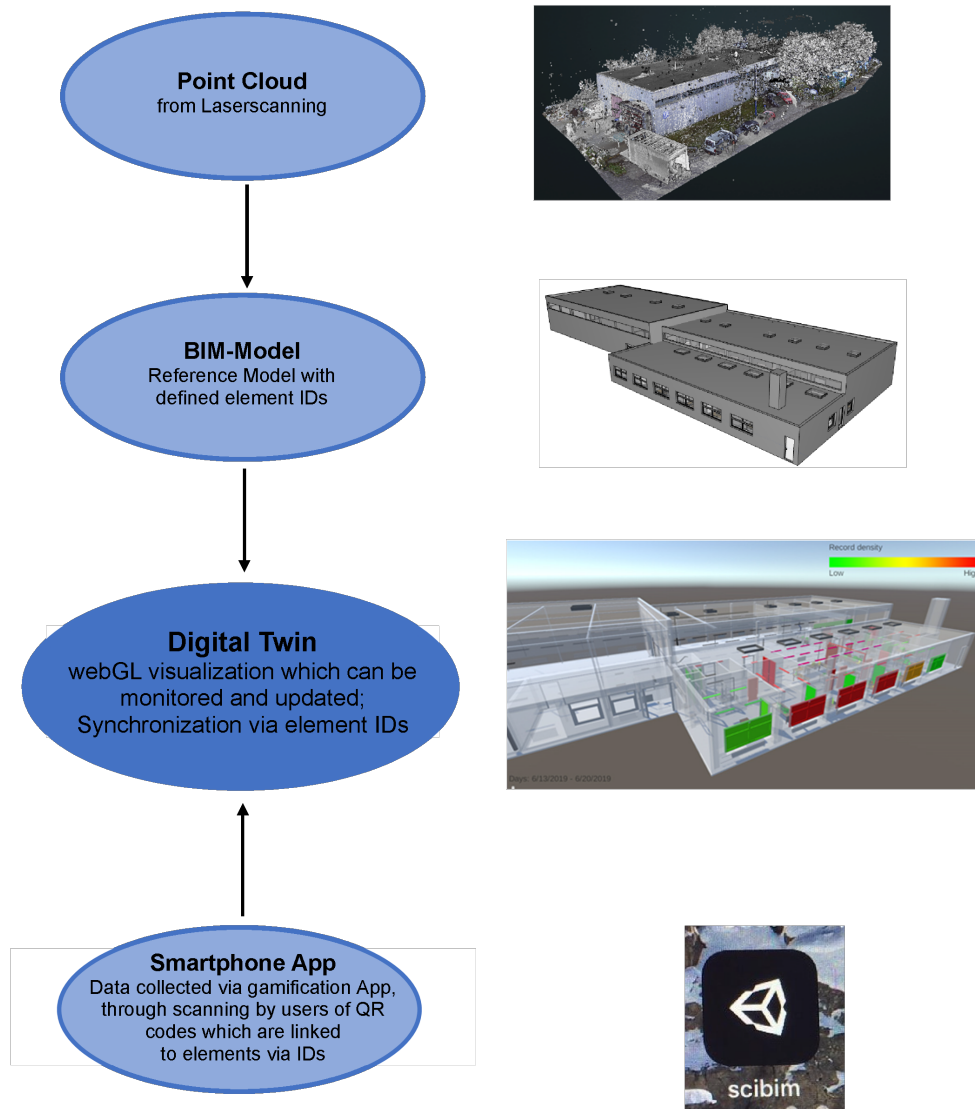 Point Cloud
from Laserscanning
BIM-Model
Reference Model with
defined element IDs
Record density
Low
Hig
Digital Twin
webGL visualization which can be
monitored and updated;
Synchronization via element IDs
Days: 6/13/2019 - 6/20/2019
Smartphone App
Data collected via gamification App,
through scanning by users of QR
codes which are linked
to elements via IDs
scibim